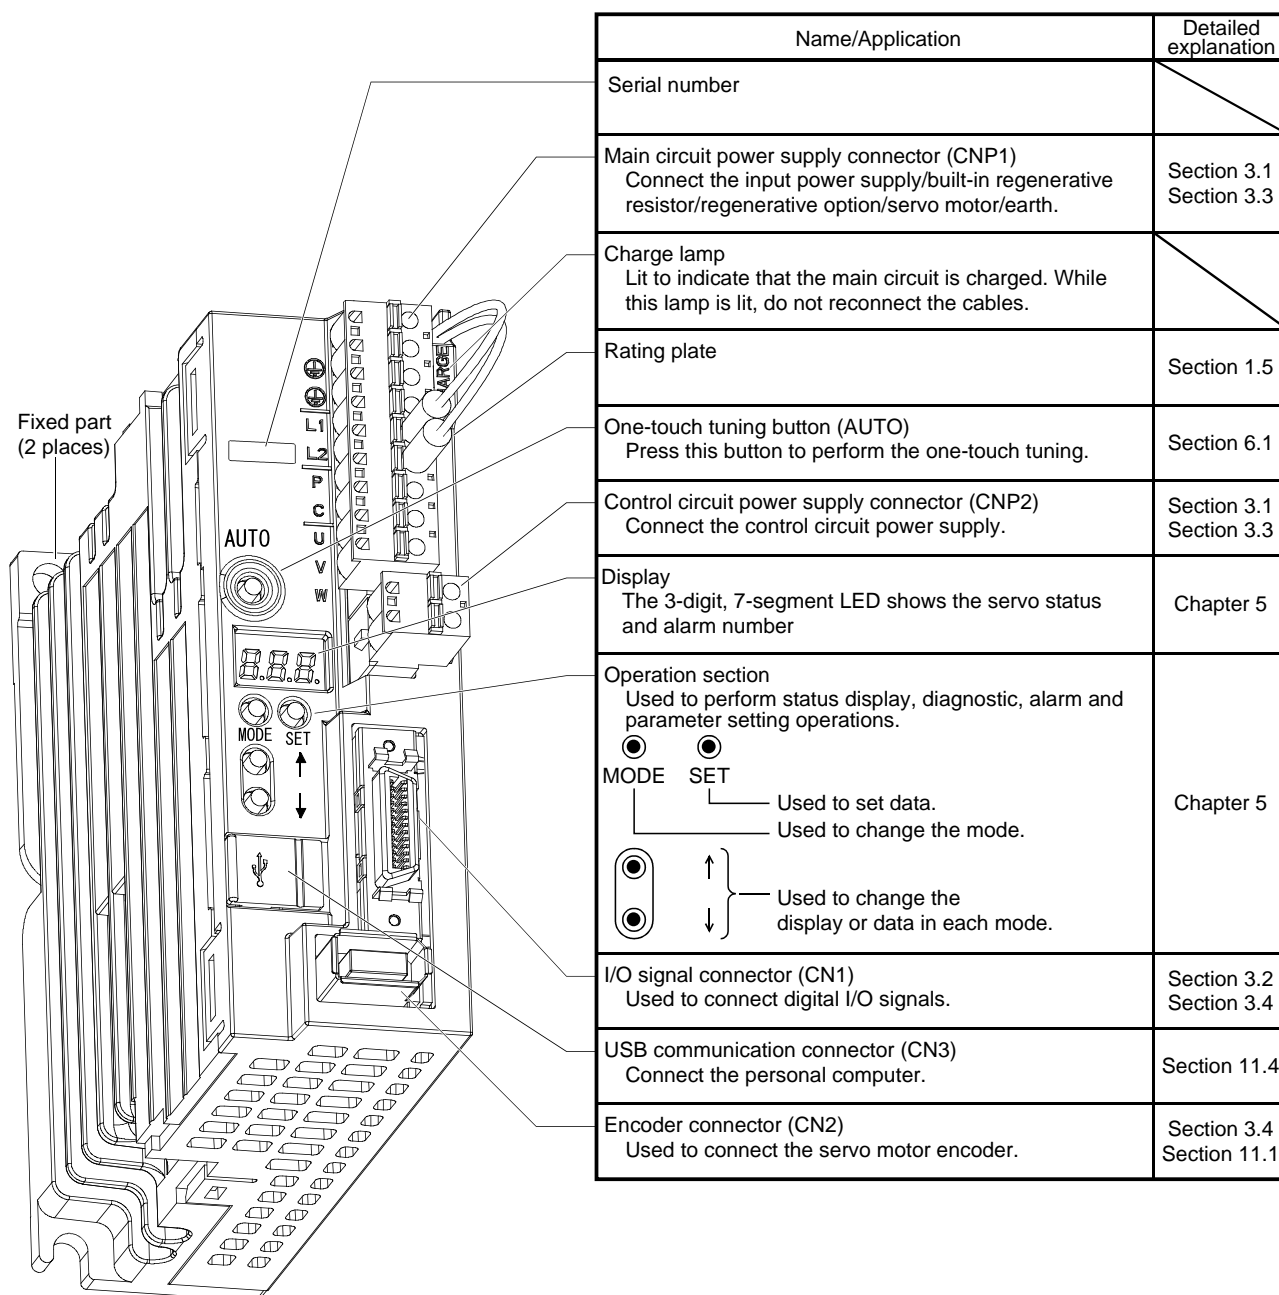 Name/Application
Detailed
explanation
Serial number
Main circuit power supply connector (CNP1)
Connect the input power supply/built-in regenerative
resistor/regenerative option/servo motor/earth.
Section 3.1
Section 3.3
Charge lamp
Lit to indicate that the main circuit is charged. While
this lamp is lit, do not reconnect the cables.
Rating plate
Section 1.5
One-touch tuning button (AUTO)
Press this button to perform the one-touch tuning.
Section 6.1
Control circuit power supply connector (CNP2)
Connect the control circuit power supply.
Section 3.1
Section 3.3
Display
The 3-digit, 7-segment LED shows the servo status
and alarm number
Chapter 5
Operation section
Used to perform status display, diagnostic, alarm and
parameter setting operations.
MODE SET
Used to set data.
Used to change the mode.
Used to change the
display or data in each mode.
Chapter 5
I/O signal connector (CN1)
Used to connect digital I/O signals.
Section 3.2
Section 3.4
USB communication connector (CN3)
Connect the personal computer.
Section 11.4
Encoder connector (CN2)
Used to connect the servo motor encoder.
Section 3.4
Section 11.1
Fixed part
(2 places)
L1
L2
P
C
U
V
W
AUTO
8.8.8.
MODE SET